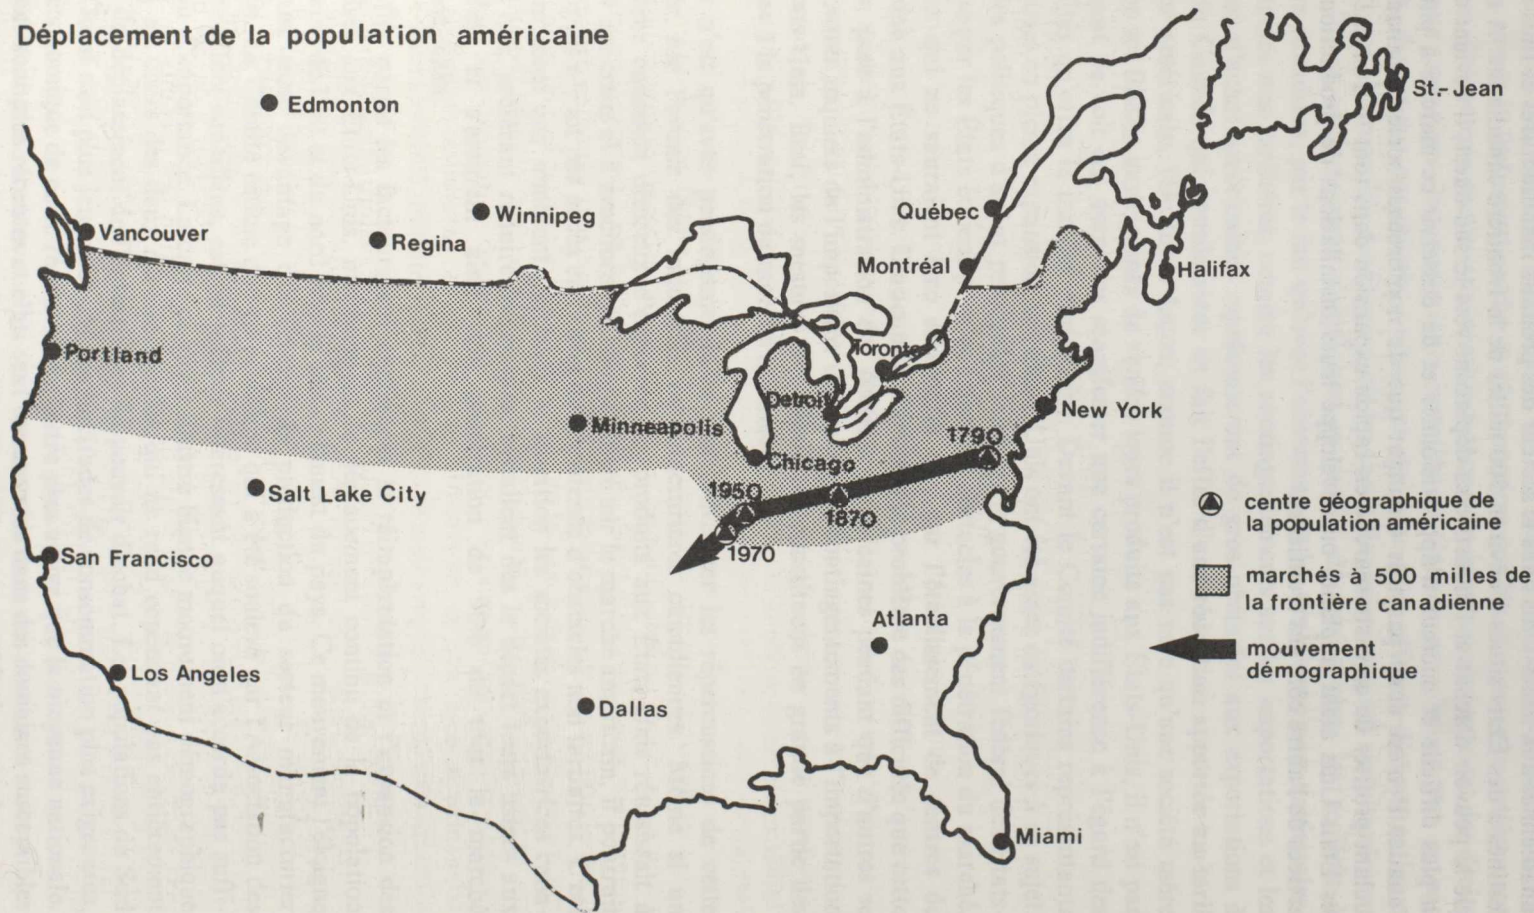 Déplacement de la population américaine
Edmonton
St.-Jean
Winnipeg
Québec
Vancouver
Regina
Montréal
Halifax
Portland
Toronto
Detroit
New York
Minneapolis
1790
Chicago
Salt Lake City
1950
1870
centre géographique de
la population américaine
San Francisco
1970
marchés à 500 milles de
la frontière canadienne
Atlanta
mouvement
démographique
Los Angeles
Dallas
Miami